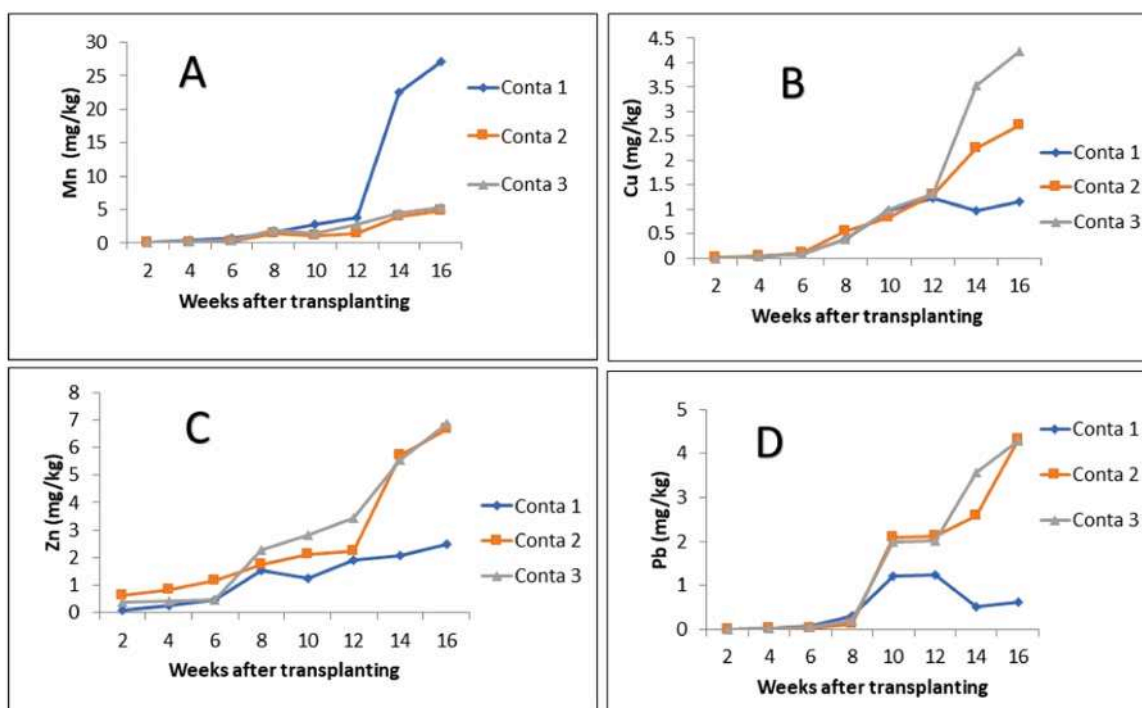 A
Mn (mg/kg)
30
25
20
15
10
5
0
2 4 6 8 10 12 14 16
Weeks after transplanting
Conta 1
Conta 2
Conta 3
B
Cu (mg/kg)
4.5
4
3.5
3
2.5
2
1.5
1
0.5
0
2 4 6 8 10 12 14 16
Weeks after transplanting
Conta 1
Conta 2
Conta 3
C
Zn (mg/kg)
8
7
6
5
4
3
2
1
0
2 4 6 8 10 12 14 16
Weeks after transplanting
Conta 1
Conta 2
Conta 3
D
Pb (mg/kg)
5
4
3
2
1
0
2 4 6 8 10 12 14 16
Weeks after transplanting
Conta 1
Conta 2
Conta 3